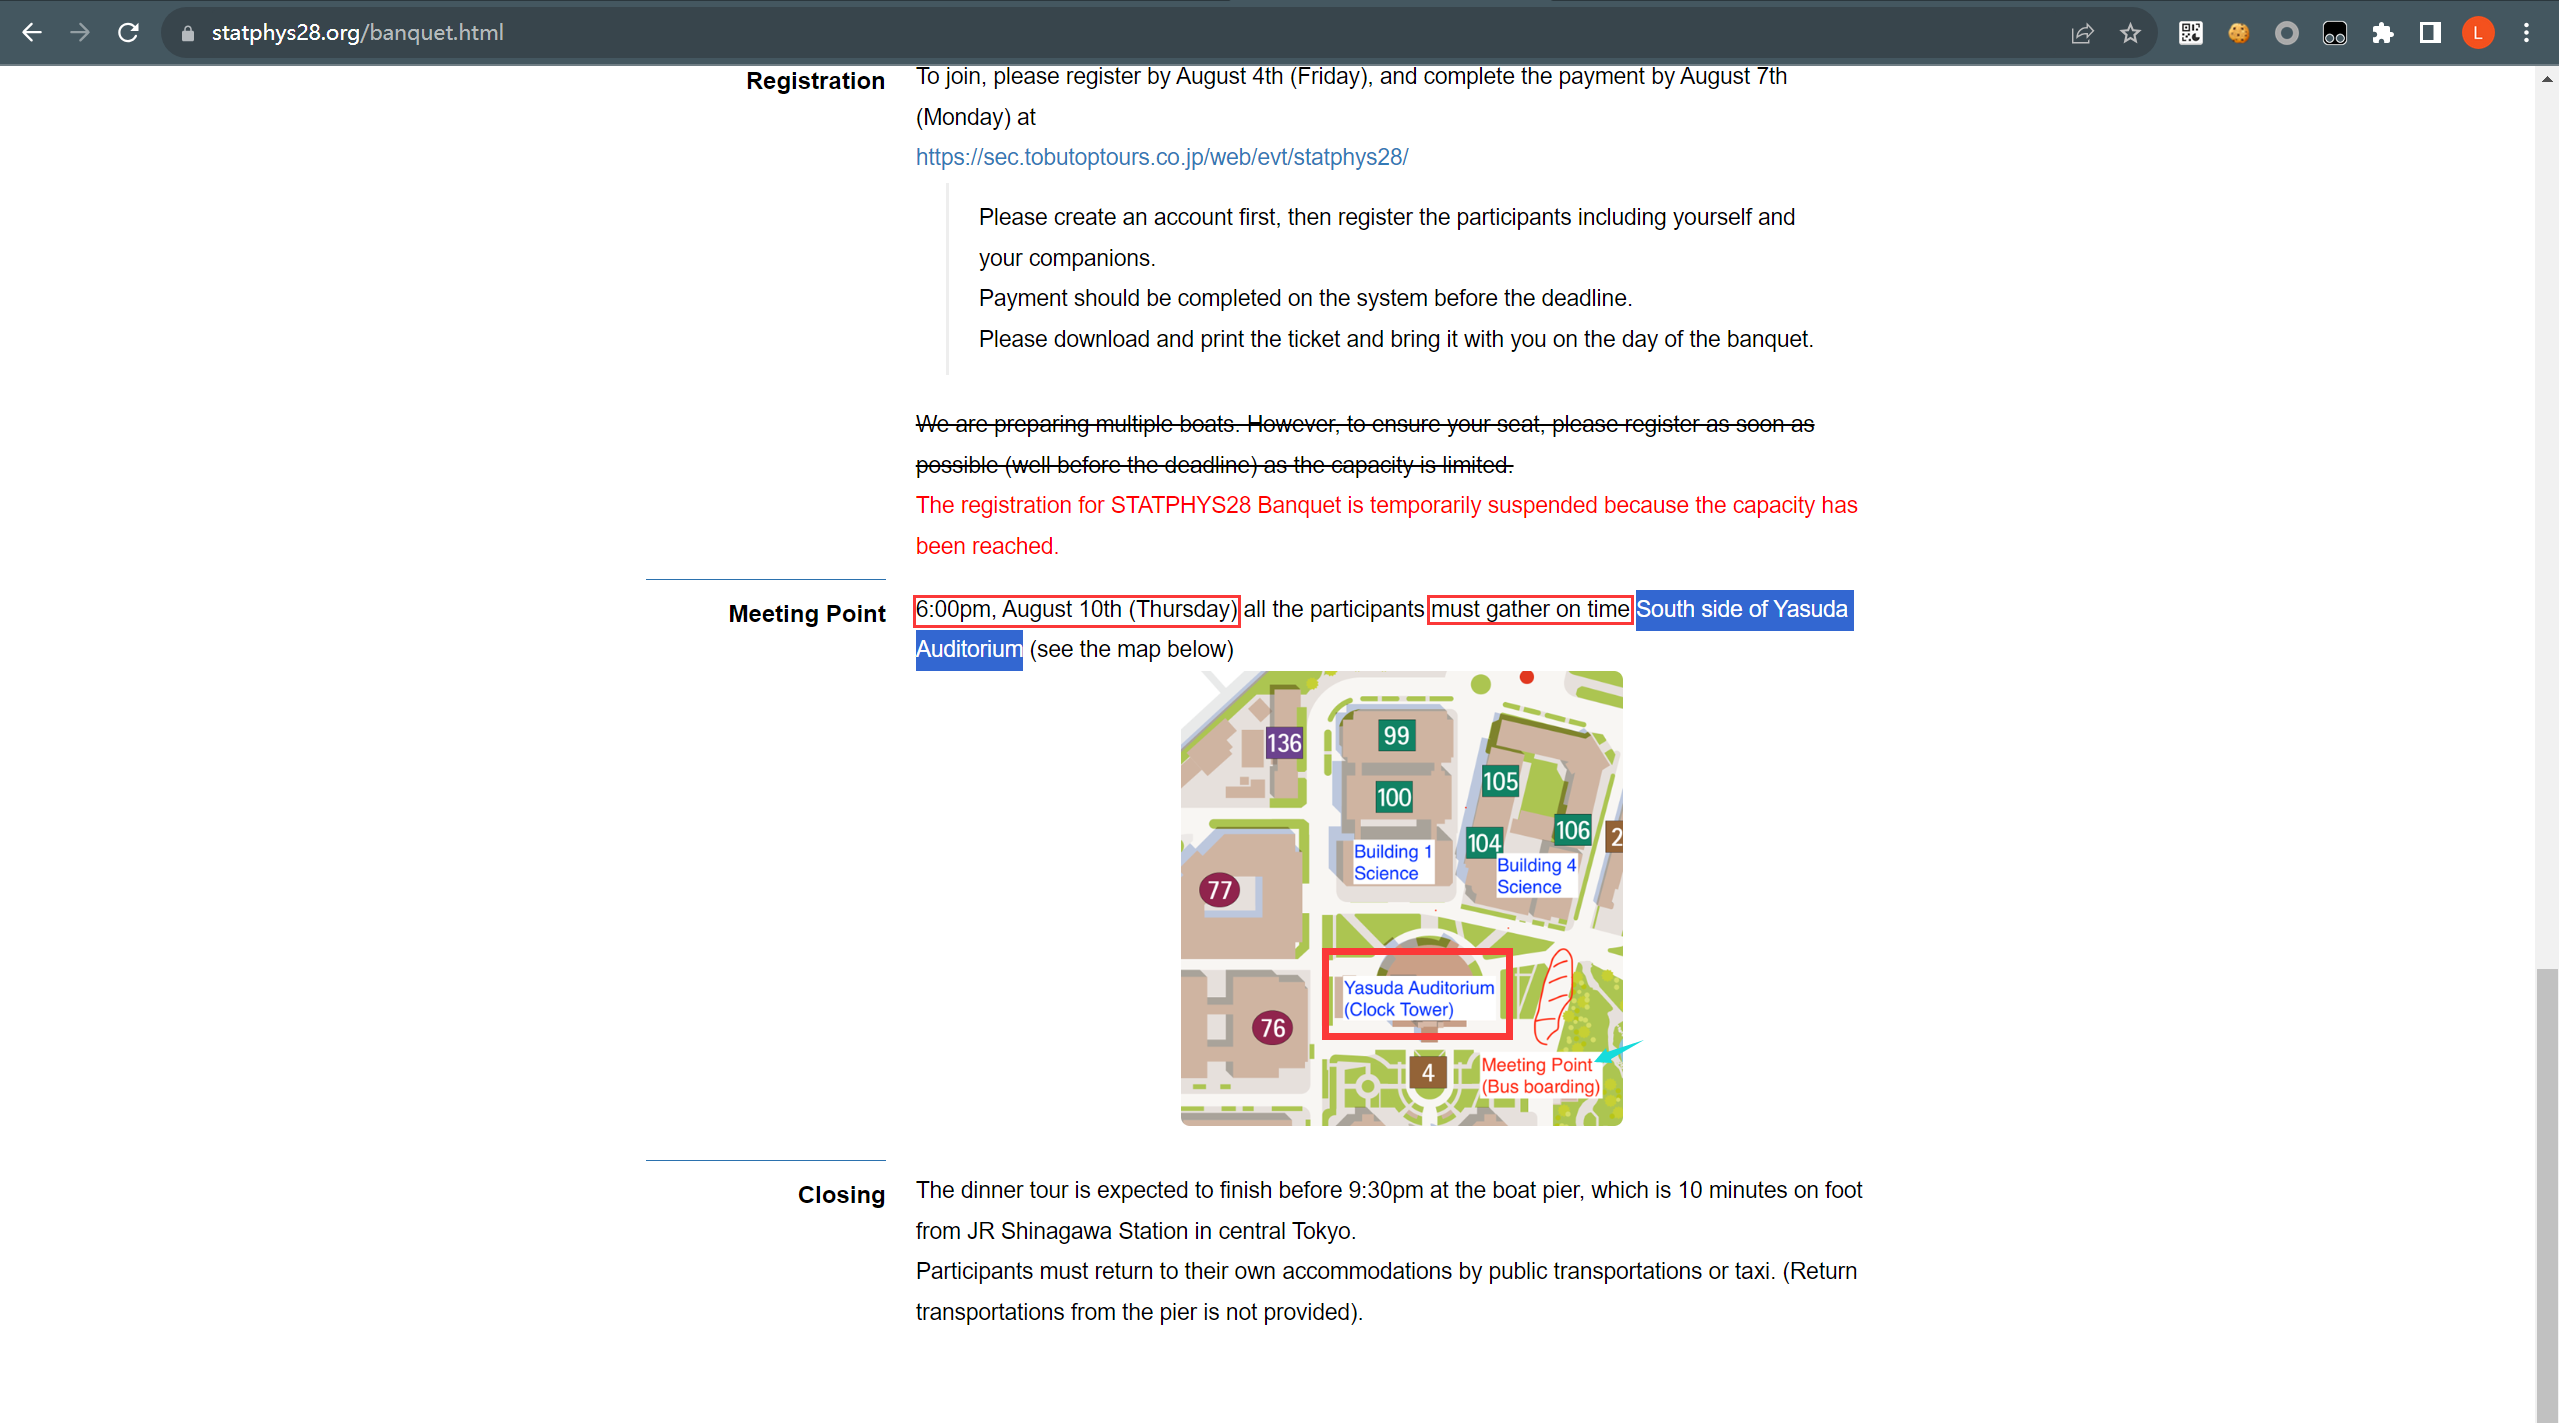 statphys28.org/banquet.html
L
Registration
To join, please register by August 4th (Friday), and complete the payment by August 7th
(Monday) at
https://sec.tobutoptours.co.jp/web/evt/statphys28/
Please create an account first, then register the participants including yourself and
your companions.
Payment should be completed on the system before the deadline.
Please download and print the ticket and bring it with you on the day of the banquet.
We are preparing multiple boats. However, to ensure your seat, please register as soon as
possible (well before the deadline) as the capacity is limited.
The registration for STATPHYS28 Banquet is temporarily suspended because the capacity has
been reached.
Meeting Point
6:00pm, August 10th (Thursday) all the participants must gather on time South side of Yasuda
Auditorium (see the map below)
136
99
100
105
104
106
2
Building 1
Science
Building 4
Science
77
Yasuda Auditorium
(Clock Tower)
76
4
Meeting Point
(Bus boarding)
Closing
The dinner tour is expected to finish before 9:30pm at the boat pier, which is 10 minutes on foot
from JR Shinagawa Station in central Tokyo.
Participants must return to their own accommodations by public transportations or taxi. (Return
transportations from the pier is not provided).